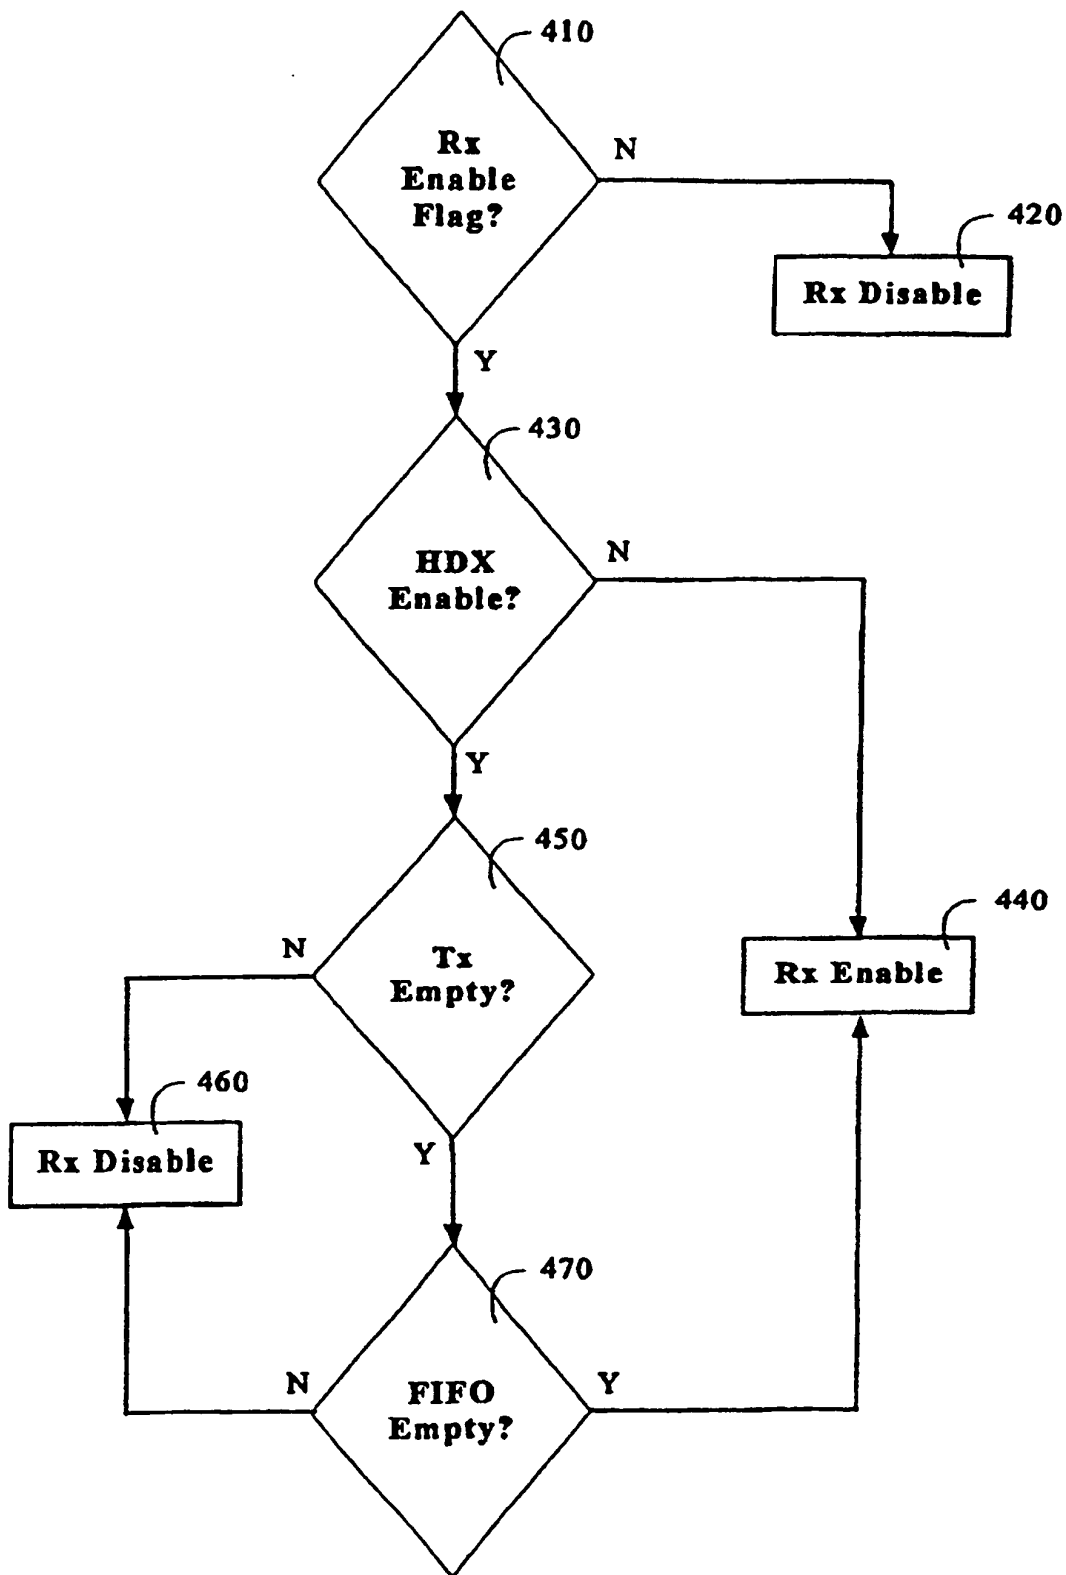 410
Rx
Enable
Flag?
N
420
Rx Disable
Y
430
HDX
Enable?
N
Y
450
Tx
Empty?
N
440
Rx Enable
460
Rx Disable
Y
470
FIFO
Empty?
N
Y